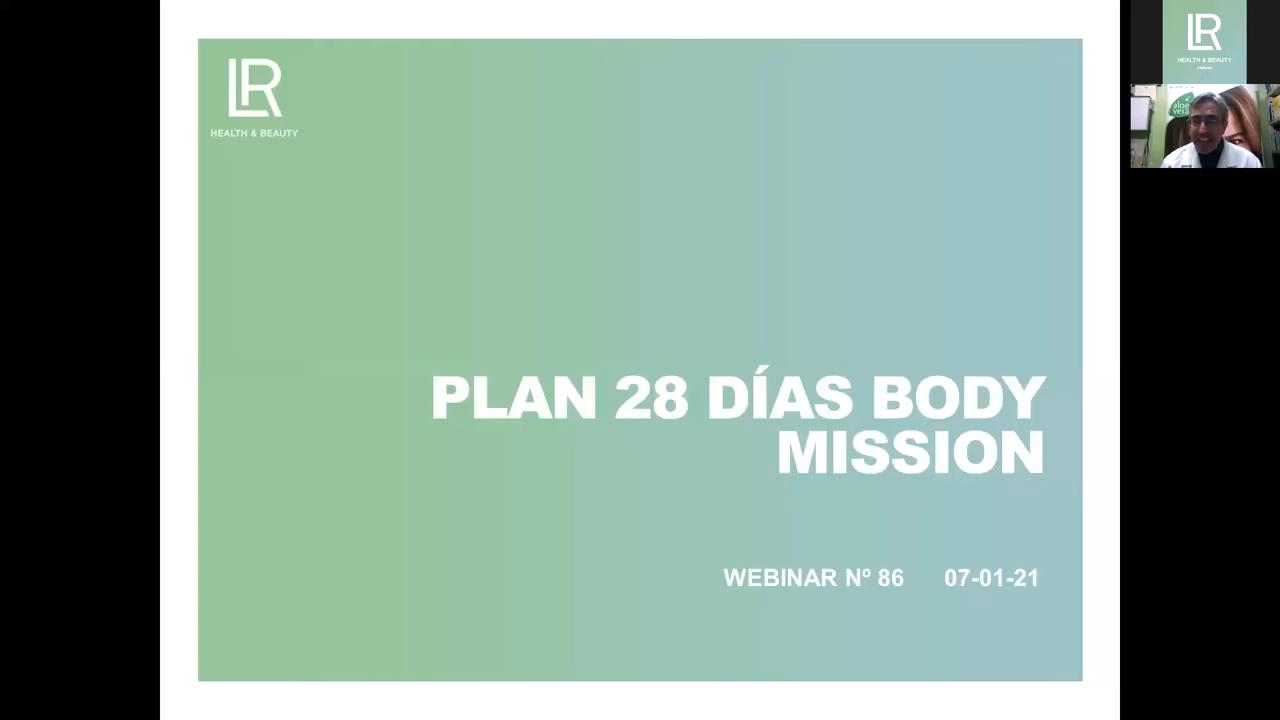 LR
HEALTH & BEAUTY
PLAN 28 DÍAS BODY
MISSION
WEBINAR Nº 86 07-01-21
LR
HEALTH & BEAUTY
aloe
vera